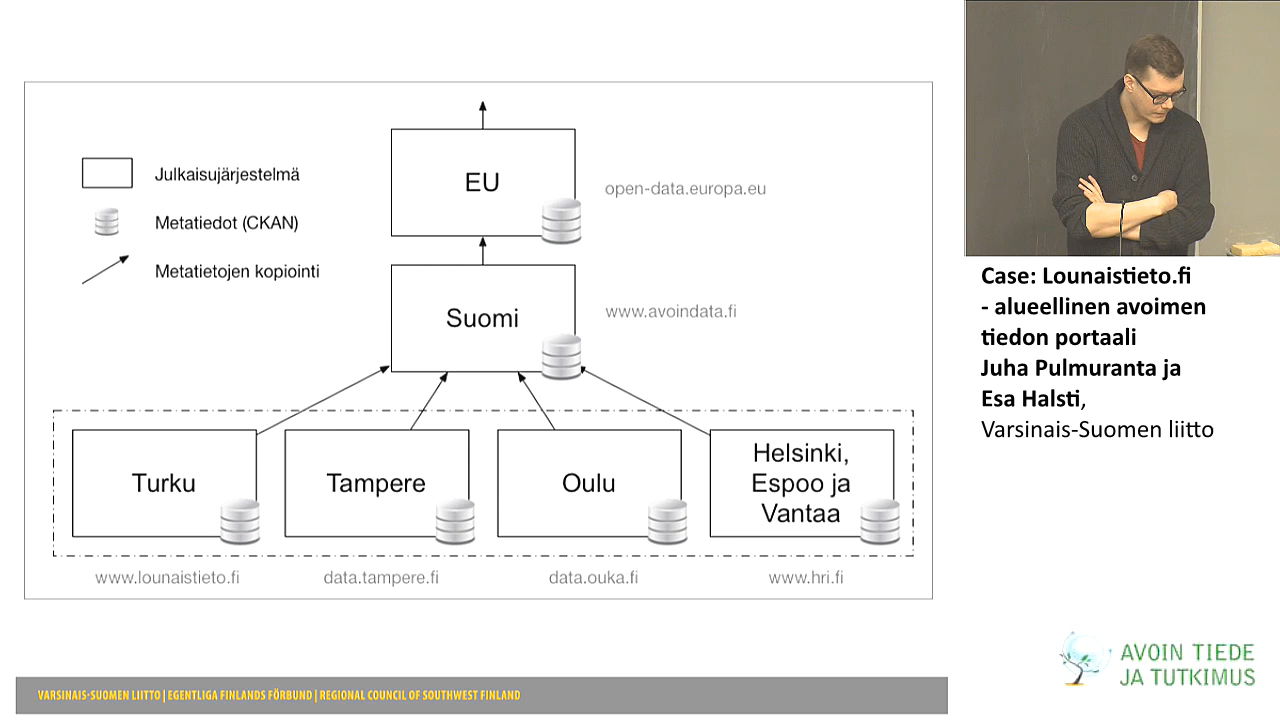 Julkaisujärjestelmä
Metatiedot (CKAN)
Metatietojen kopiointi
EU
open-data.europa.eu
Suomi
www.avoindata.fi
Turku
Tampere
Oulu
Helsinki,
Espoo ja
Vantaa
www.lounaistieto.fi
data.tampere.fi
data.ouka.fi
www.hri.fi
VARSINAIS-SUOMEN LIITTO | EGENTLIGA FINLANDS FÖRBUND | REGIONAL COUNCIL OF SOUTHWEST FINLAND
Case: Lounaistieto.fi
- alueellinen avoimen
tiedon portaali
Juha Pulmuranta ja
Esa Halsti,
Varsinais-Suomen liitto
AVOIN TIEDE
JA TUTKIMUS